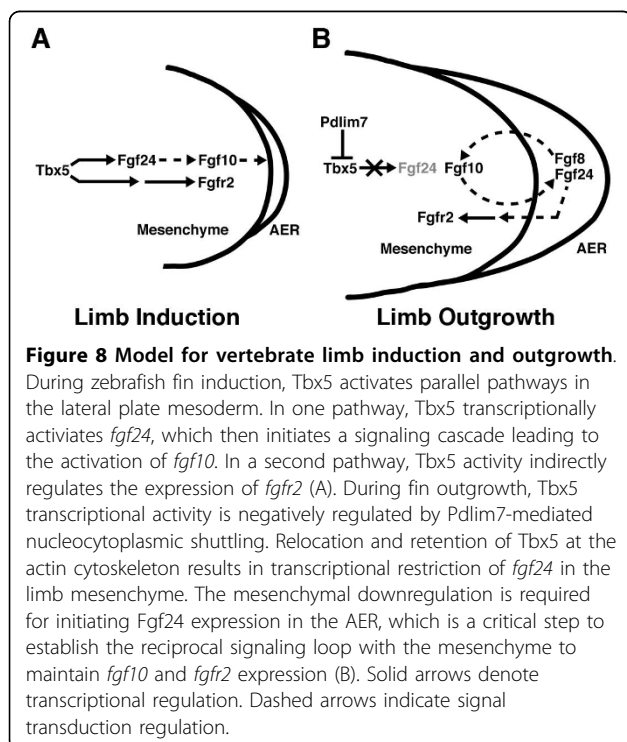 A
B
Pdlim7
Tbx5
Fgf24
Fgf10
Fgfr2
Mesenchyme
AER
Tbx5
Fgf24
Fgf10
Fgf8
Fgf24
Fgfr2
Mesenchyme
AER
Limb Induction
Limb Outgrowth
Figure 8 Model for vertebrate limb induction and outgrowth.
During zebrafish fin induction, Tbx5 activates parallel pathways in
the lateral plate mesoderm. In one pathway, Tbx5 transcriptionally
activiates fgf24, which then initiates a signaling cascade leading to
the activation of fgf10. In a second pathway, Tbx5 activity indirectly
regulates the expression of fgfr2 (A). During fin outgrowth, Tbx5
transcriptional activity is negatively regulated by Pdlim7-mediated
nucleocytoplasmic shuttling. Relocation and retention of Tbx5 at the
actin cytoskeleton results in transcriptional restriction of fgf24 in the
limb mesenchyme. The mesenchymal downregulation is required
for initiating Fgf24 expression in the AER, which is a critical step to
establish the reciprocal signaling loop with the mesenchyme to
maintain fgf10 and fgfr2 expression (B). Solid arrows denote
transcriptional regulation. Dashed arrows indicate signal
transduction regulation.